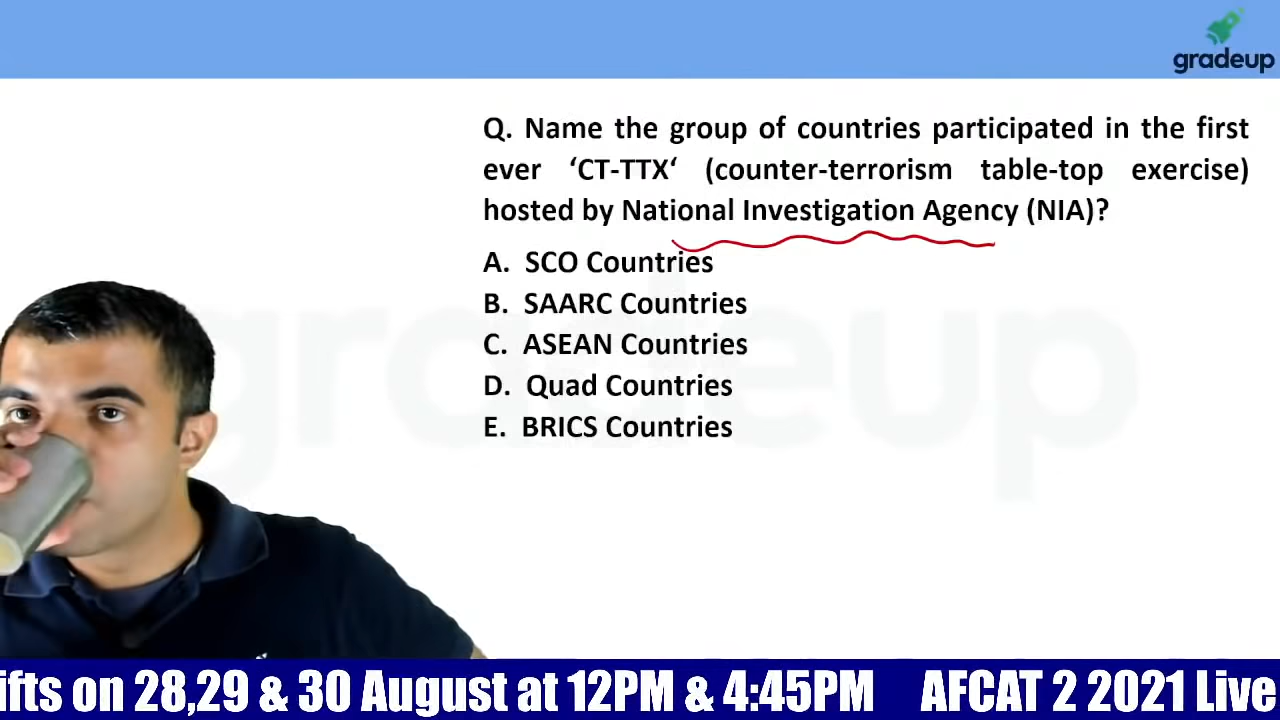 gradeup
Q. Name the group of countries participated in the first
ever ‘CT-TTX‘ (counter-terrorism table-top exercise)
hosted by National Investigation Agency (NIA)?
A. SCO Countries
B. SAARC Countries
C. ASEAN Countries
D. Quad Countries
E. BRICS Countries
gradeup
ifts on 28,29 & 30 August at 12PM & 4:45PM AFCAT 2 2021 Live